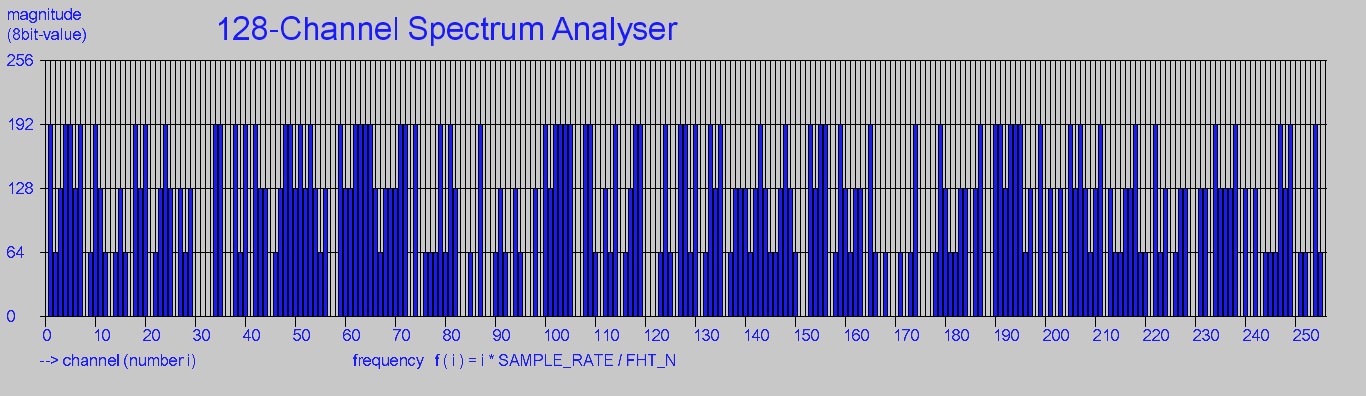 magnitude
(8bit-value)
128-Channel Spectrum Analyser
256
192
128
64
0
0 10 20 30 40 50 60 70 80 90 100 110 120 130 140 150 160 170 180 190 200 210 220 230 240 250
--> channel (number i)
frequency f ( i ) = i * SAMPLE_RATE / FHT_N